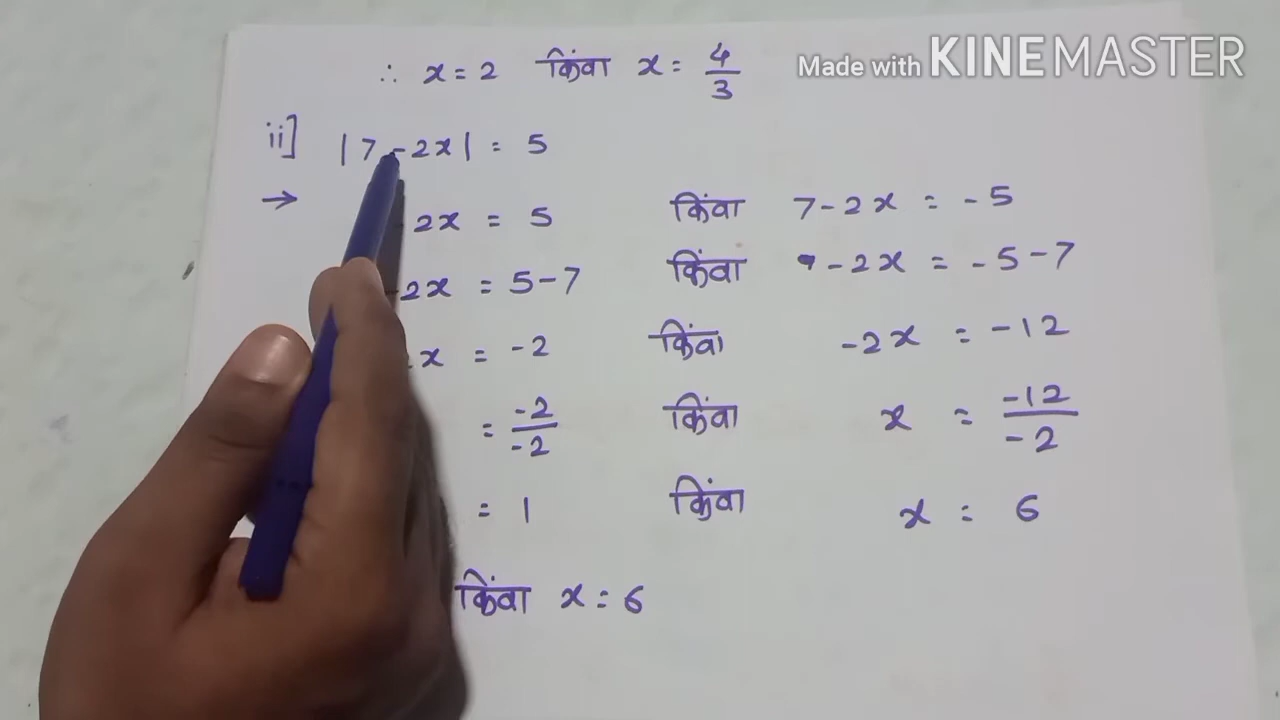 ∴ x = 2 किंवा x = 4/3
Made with KINEMASTER
ii] |7 - 2x| = 5
→ 2x = 5 किंवा 7 - 2x = -5
-2x = 5 - 7 किंवा -2x = -5 - 7
x = -2 किंवा -2x = -12
= -2/-2 किंवा x = -12/-2
= 1 किंवा x = 6
किंवा x = 6